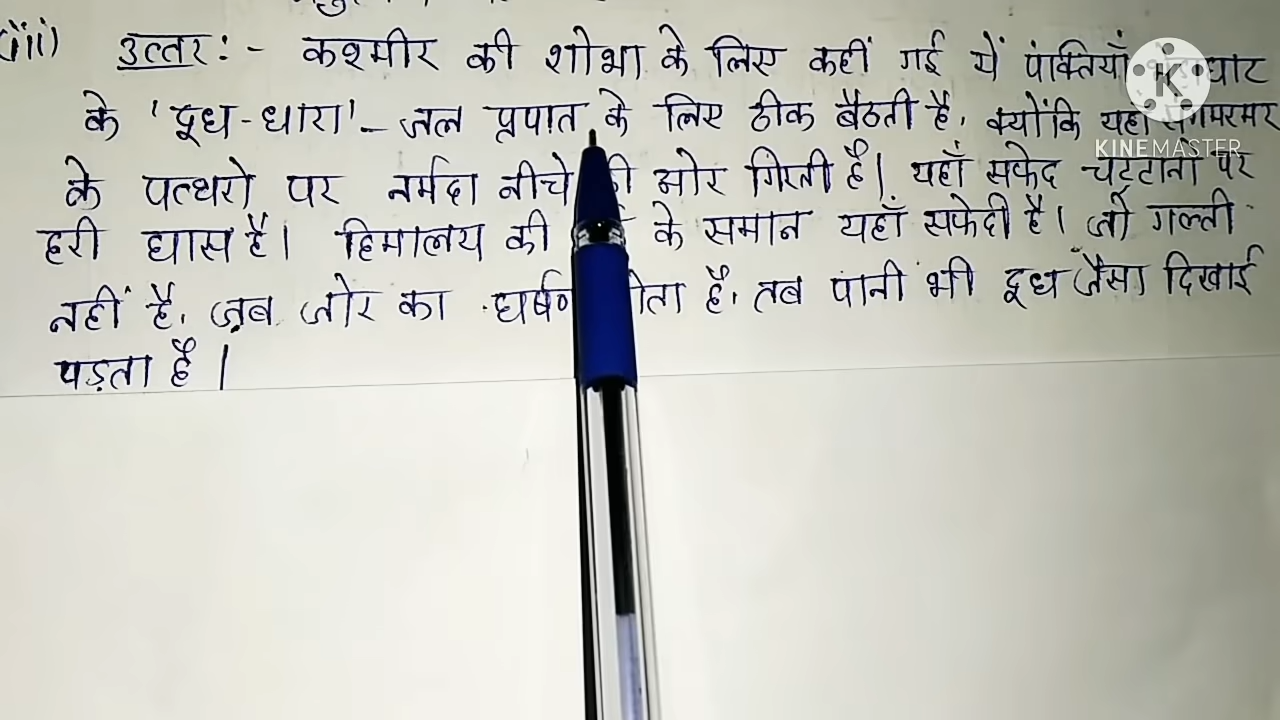 (iii) उत्तर :- कश्मीर की शोभा के लिए कहीं गई ये पंक्तियाँ
के 'दूध-धारा' - जल प्रपात के लिए ठीक बैठती है, क्योंकि यहाँ संगमरमर
KINEMASTER
के पत्थरो पर नर्मदा नीचे की ओर गिरती है। यहाँ सफेद चट्टानो पर
हरी घास है। हिमालय की के समान यहाँ सफेदी है। जो गल्ती
नहीं है, जब जोर का घर्षण होता है, तब पानी भी दूध जैसा दिखाई
पड़ता है।